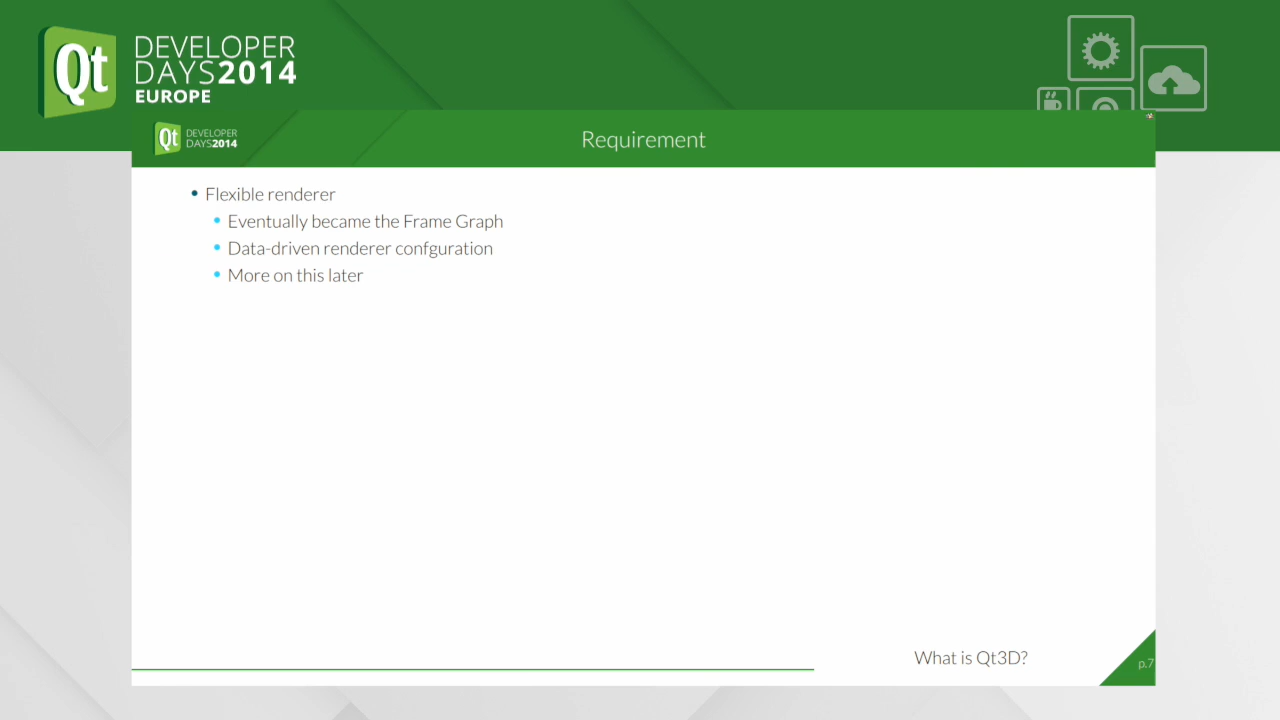 Qt DEVELOPER
DAYS2014
EUROPE
Qt DEVELOPER
DAYS2014
Requirement
• Flexible renderer
• Eventually became the Frame Graph
• Data-driven renderer confguration
• More on this later
What is Qt3D?
p.7